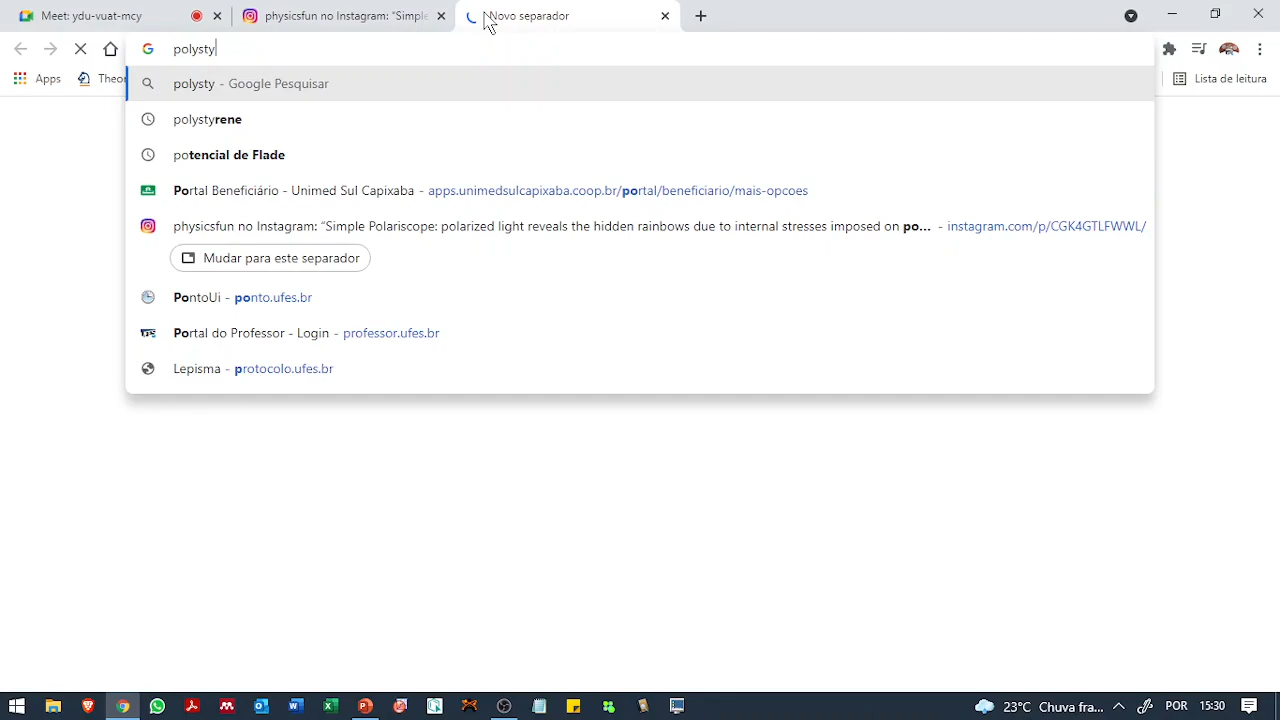 Meet: ydu-vuat-mcy
physicsfun no Instagram: "Simple
Novo separador
polysty
Apps
Theor
Lista de leitura
polysty - Google Pesquisar
polystyrene
potencial de Flade
Portal Beneficiário - Unimed Sul Capixaba - apps.unimedsulcapixaba.coop.br/portal/beneficiario/mais-opcoes
physicsfun no Instagram: “Simple Polariscope: polarized light reveals the hidden rainbows due to internal stresses imposed on po... - instagram.com/p/CGK4GTLFWWL/
Mudar para este separador
PontoUi - ponto.ufes.br
Portal do Professor - Login - professor.ufes.br
Lepisma - protocolo.ufes.br
23°C Chuva fra... POR 15:30